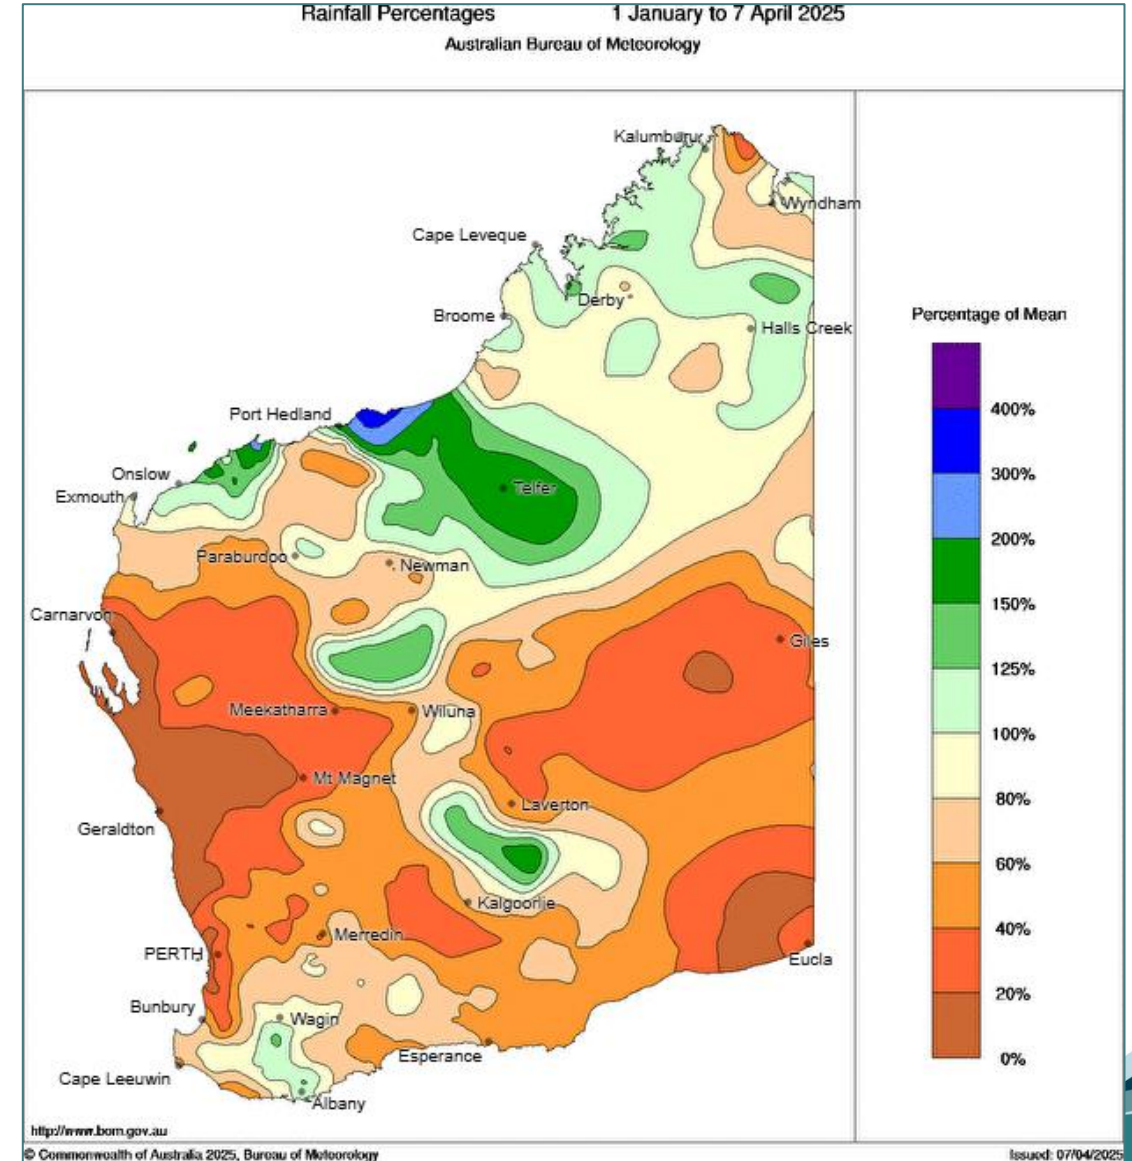 Rainfall Percentages 1 January to 7 April 2025
Australian Bureau of Meteorology
Kalumburu
Wyndham
Cape Leveque
Derby
Broome
Halls Creek
Percentage of Mean
400%
300%
200%
150%
125%
100%
80%
60%
40%
20%
0%
Port Hedland
Onslow
Telfer
Exmouth
Paraburdoo
Newman
Carnarvon
Giles
Meekatharra
Wiluna
Mt Magnet
Laverton
Geraldton
Kalgoorlie
Merredin
PERTH
Eucla
Bunbury
Wagin
Esperance
Cape Leeuwin
Albany
http://www.bom.gov.au
© Commonwealth of Australia 2025, Bureau of Meteorology Issued: 07/04/2025